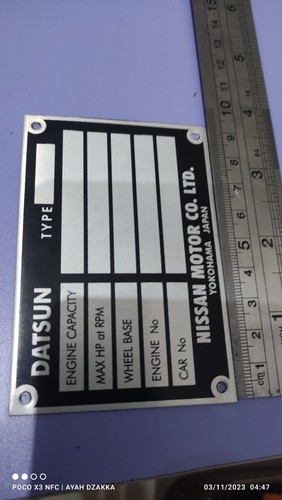 DATSUN TYPE
ENGINE CAPACITY
MAX HP at RPM
WHEEL BASE
ENGINE No
CAR No
NISSAN MOTOR CO. LTD.
YOKOHAMA JAPAN
cm 1 2 3 4 5 6 7 8 9 10 11 12 13 14 15
1 2 3 4 5
POCO X3 NFC | AYAH DZAKKA
03/11/2023 04:47